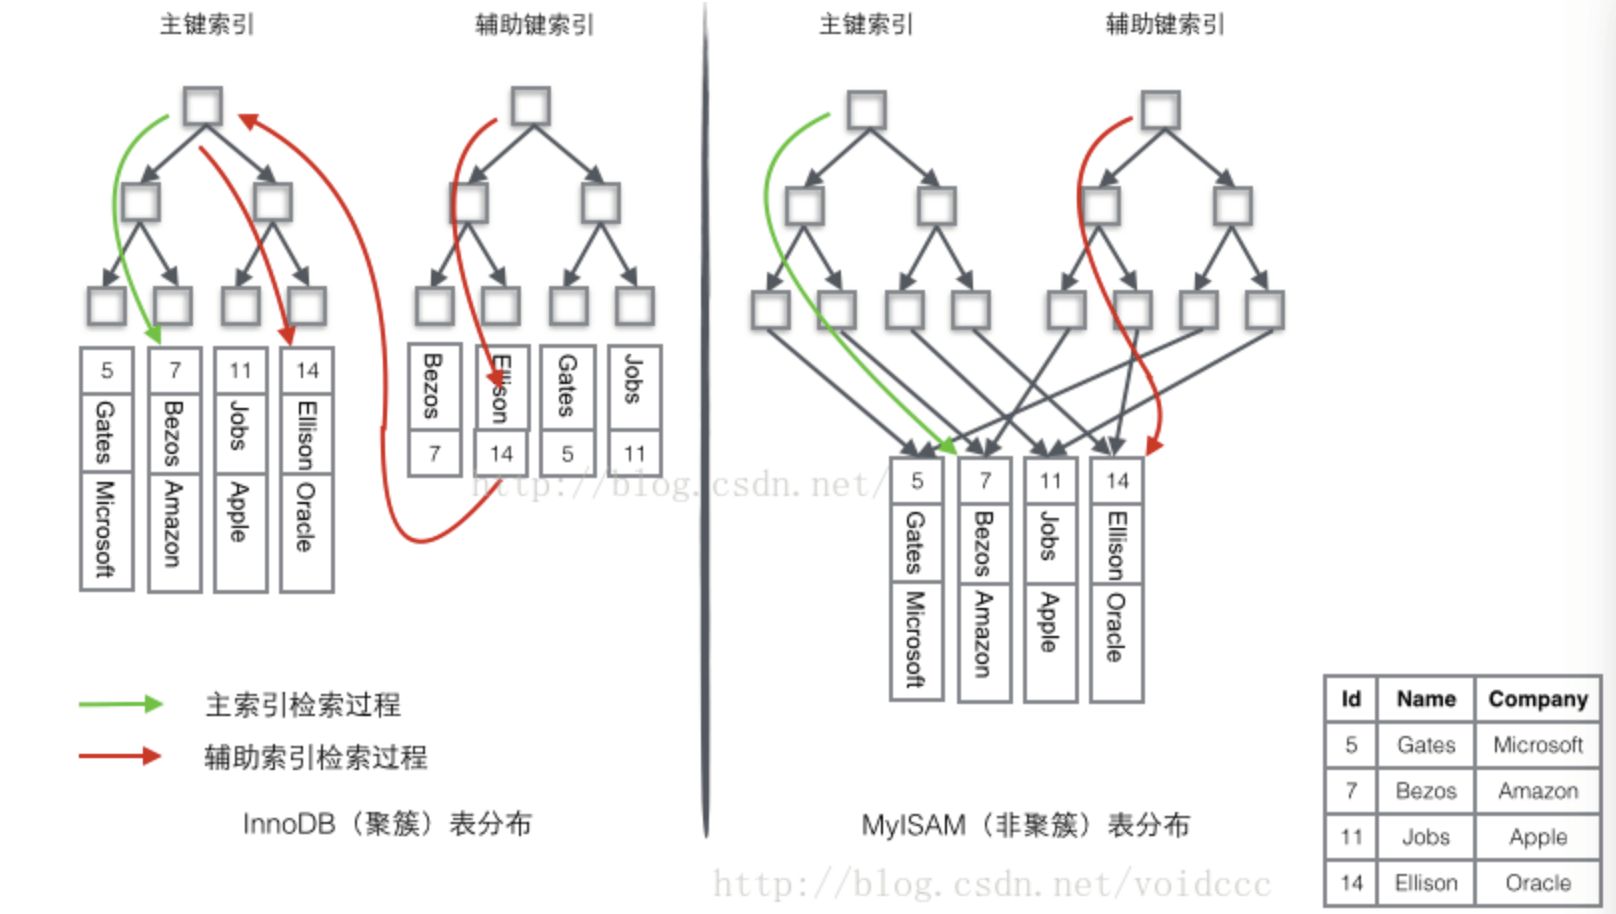 主键索引
辅助键索引
主键索引
辅助键索引
5
7
11
14
Gates
Bezos
Jobs
Ellison
Microsoft
Amazon
Apple
Oracle
Bezos
Ellison
Gates
Jobs
7
14
5
11
http://blog.csdn.net/
5
7
11
14
Gates
Bezos
Jobs
Ellison
Microsoft
Amazon
Apple
Oracle
主索引检索过程
辅助索引检索过程
InnoDB（聚簇）表分布
MyISAM（非聚簇）表分布
Id Name Company
5 Gates Microsoft
7 Bezos Amazon
11 Jobs Apple
14 Ellison Oracle
http://blog.csdn.net/voidccc